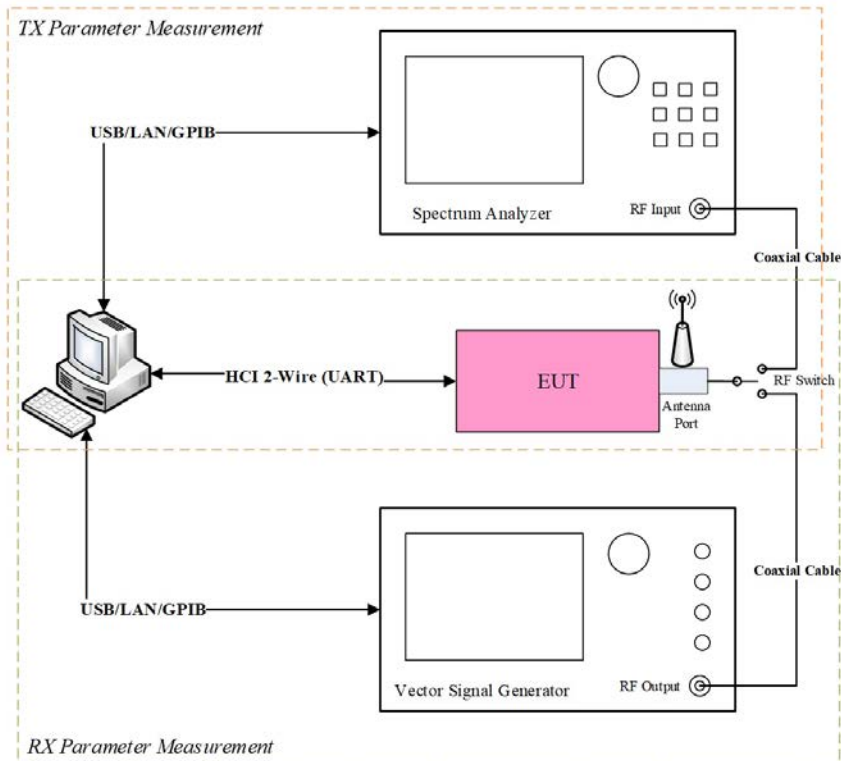 TX Parameter Measurement
USB/LAN/GPIB
Spectrum Analyzer
RF Input
Coaxial Cable
HCI 2-Wire (UART)
EUT
Antenna
Port
RF Switch
USB/LAN/GPIB
Coaxial Cable
Vector Signal Generator
RF Output
RX Parameter Measurement